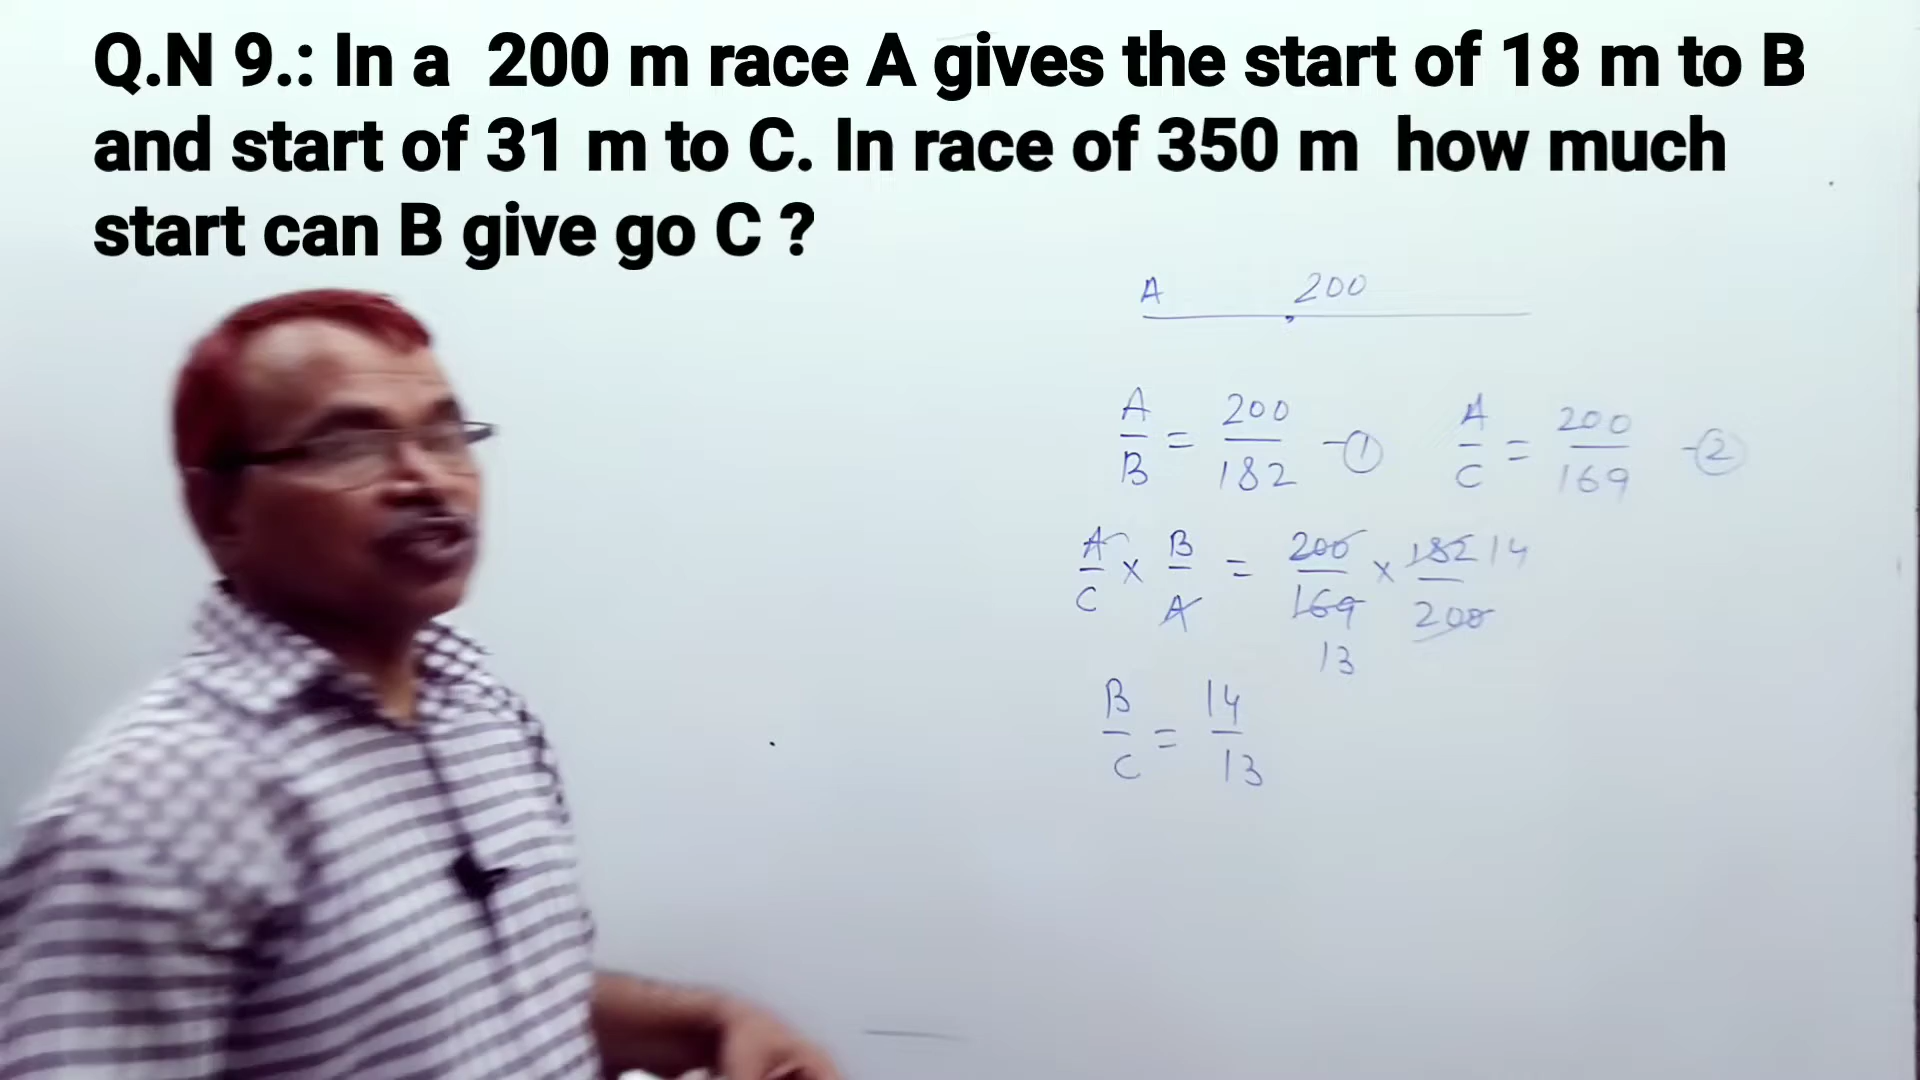 Q.N 9.: In a 200 m race A gives the start of 18 m to B
and start of 31 m to C. In race of 350 m how much
start can B give go C ?
A 200
A/B = 200/182 -① A/C = 200/169 -②
A/C × B/A = 200/169 × 182/200 14
13
B/C = 14/13